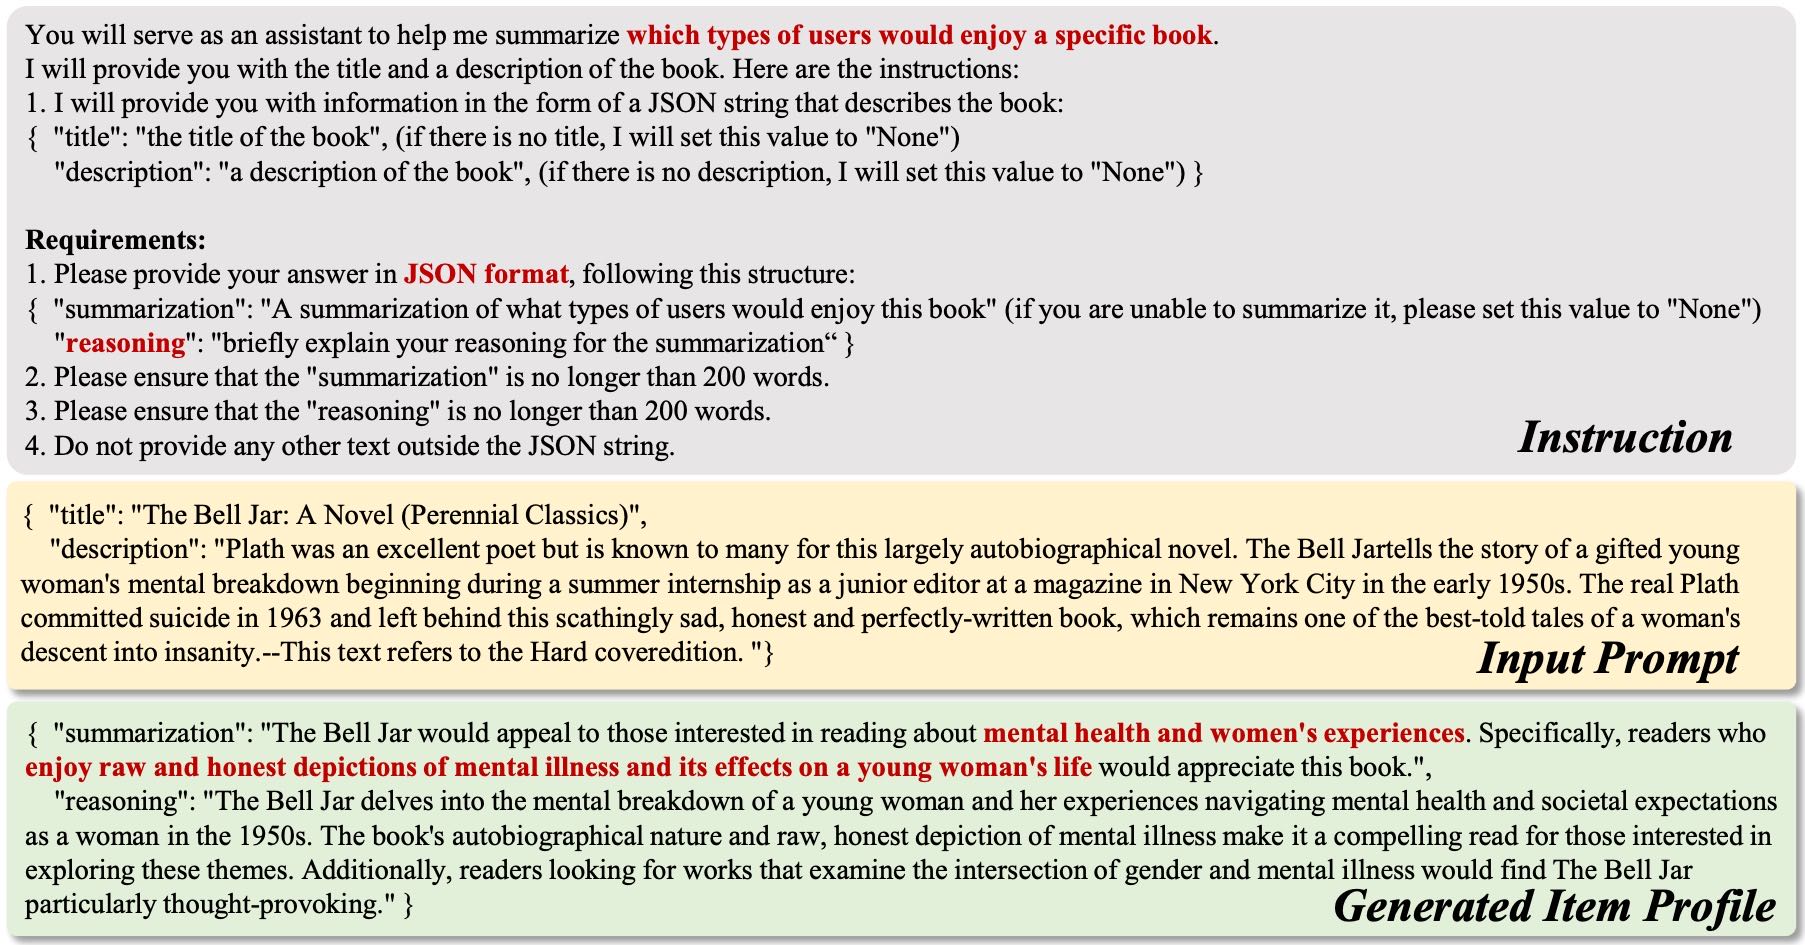 You will serve as an assistant to help me summarize which types of users would enjoy a specific book.
I will provide you with the title and a description of the book. Here are the instructions:
1. I will provide you with information in the form of a JSON string that describes the book:
{  "title": "the title of the book", (if there is no title, I will set this value to "None")
"description": "a description of the book", (if there is no description, I will set this value to "None") }
Requirements:
1. Please provide your answer in JSON format, following this structure:
{  "summarization": "A summarization of what types of users would enjoy this book" (if you are unable to summarize it, please set this value to "None")
"reasoning": "briefly explain your reasoning for the summarization“ }
2. Please ensure that the "summarization" is no longer than 200 words.
3. Please ensure that the "reasoning" is no longer than 200 words.
4. Do not provide any other text outside the JSON string.
Instruction
{  "title": "The Bell Jar: A Novel (Perennial Classics)",
"description": "Plath was an excellent poet but is known to many for this largely autobiographical novel. The Bell Jartells the story of a gifted young
woman's mental breakdown beginning during a summer internship as a junior editor at a magazine in New York City in the early 1950s. The real Plath
committed suicide in 1963 and left behind this scathingly sad, honest and perfectly-written book, which remains one of the best-told tales of a woman's
descent into insanity.--This text refers to the Hard coveredition. "}
Input Prompt
{  "summarization": "The Bell Jar would appeal to those interested in reading about mental health and women's experiences. Specifically, readers who
enjoy raw and honest depictions of mental illness and its effects on a young woman's life would appreciate this book.",
"reasoning": "The Bell Jar delves into the mental breakdown of a young woman and her experiences navigating mental health and societal expectations
as a woman in the 1950s. The book's autobiographical nature and raw, honest depiction of mental illness make it a compelling read for those interested in
exploring these themes. Additionally, readers looking for works that examine the intersection of gender and mental illness would find The Bell Jar
particularly thought-provoking." }
Generated Item Profile